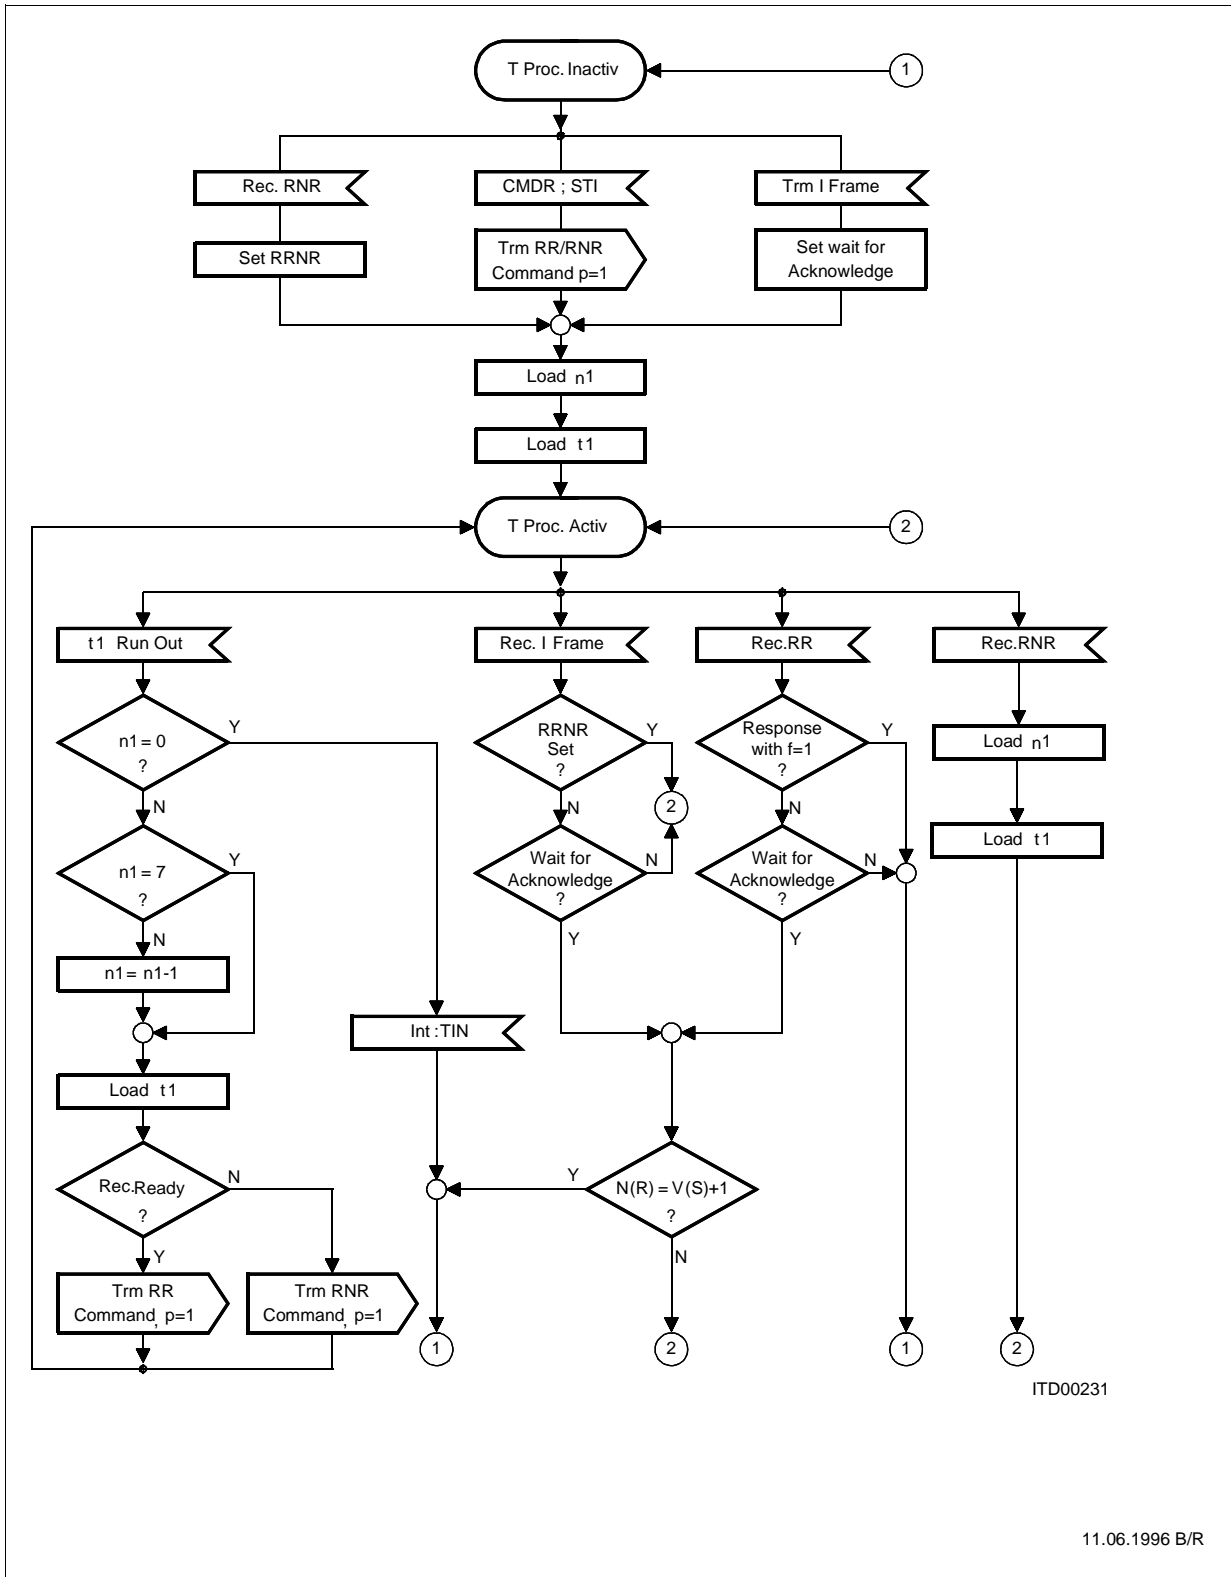 T Proc. Inactiv
1
Rec. RNR
CMDR ; STI
Trm I Frame
Set RRNR
Trm RR/RNR
Command p=1
Set wait for
Acknowledge
Load n1
Load t1
T Proc. Activ
2
t1 Run Out
Rec. I Frame
Rec.RR
Rec.RNR
n1 = 0
?
Y
N
RRNR
Set
?
Y
N
2
Response
with f=1
?
Y
N
Load n1
n1 = 7
?
Y
N
Wait for
Acknowledge
?
N
Y
Wait for
Acknowledge
?
N
Y
Load t1
n1 = n1-1
Int : TIN
Load t1
Rec.Ready
?
N
Y
N(R) = V(S)+1
?
Y
N
Trm RR
Command, p=1
Trm RNR
Command, p=1
1
2
1
2
ITD00231
11.06.1996 B/R